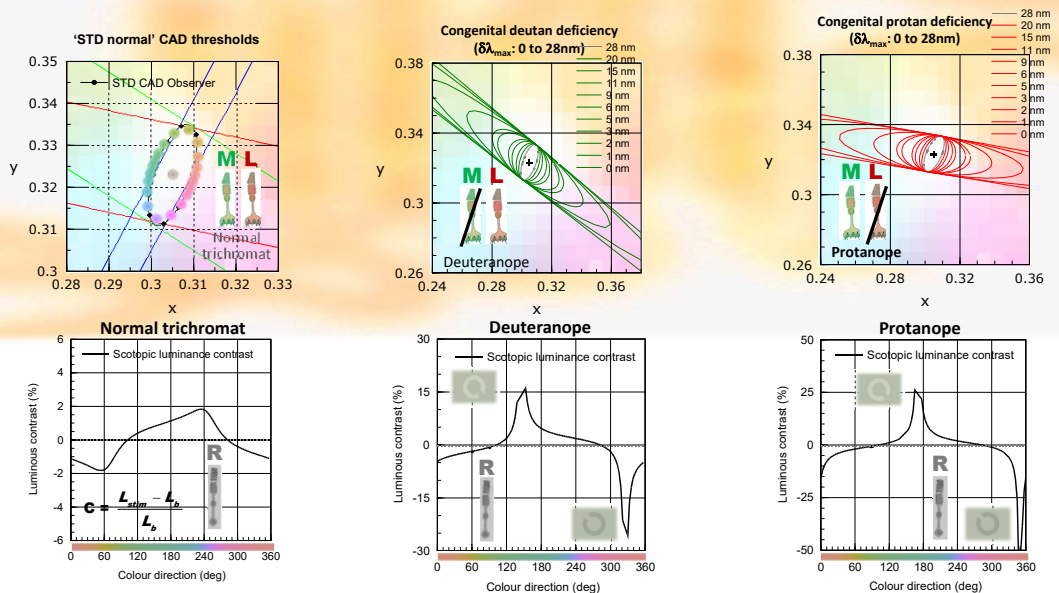 'STD normal' CAD thresholds
0.35
0.34
0.33
0.32
0.31
0.3
y
STD CAD Observer
M L
Normal
trichromat
0.28 0.29 0.3 0.31 0.32 0.33
x
Congenital deutan deficiency
(δλmax: 0 to 28nm)
28 nm
20 nm
15 nm
11 nm
9 nm
6 nm
5 nm
3 nm
2 nm
1 nm
0 nm
0.38
0.34
0.3
0.26
y
M L
Deuteranope
0.24 0.28 0.32 0.36
x
Congenital protan deficiency
(δλmax: 0 to 28nm)
28 nm
20 nm
15 nm
11 nm
9 nm
6 nm
5 nm
3 nm
2 nm
1 nm
0 nm
0.38
0.34
0.3
0.26
y
M L
Protanope
0.24 0.28 0.32 0.36
x
Normal trichromat
Scotopic luminance contrast
6
4
2
0
-2
-4
-6
Luminous contrast (%)
R
C = Lstim – Lb
Lb
0 60 120 180 240 300 360
Colour direction (deg)
Deuteranope
Scotopic luminance contrast
30
15
0
-15
-30
Luminous contrast (%)
R
0 60 120 180 240 300 360
Colour direction (deg)
Protanope
Scotopic luminance contrast
50
25
0
-25
-50
Luminous contrast (%)
R
0 60 120 180 240 300 360
Colour direction (deg)